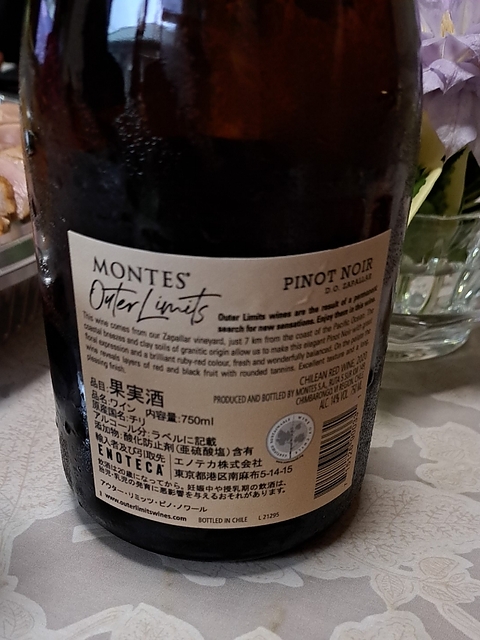 MONTES®
Outer Limits
PINOT NOIR
D.O. ZAPALLAR
Outer Limits wines are the result of a permanent
search for new sensations. Enjoy them in this wine.
This wine comes from our Zapallar vineyard, just 7 km from the coast of the Pacific Ocean. The
coastal breezes and clay soils of granitic origin allow us to make this elegant Pinot Noir with great
floral expression and a brilliant ruby-red colour, fresh and wonderfully balanced. On the palate the
wine reveals layers of red and black fruit with rounded tannins. Excellent texture and a
pleasing finish.
CHILEAN RED WINE, 2020
PRODUCED AND BOTTLED BY MONTES S.A.,
ALC. 14% VOL.
品目:果実酒
品名:ワイン 内容量:750ml
原産国名:チリ
アルコール分:ラベルに記載
添加物:酸化防止剤(亜硫酸塩)含有
輸入者及び引取先
ENOTECA エノテカ株式会社
東京都港区南麻布5-14-15
飲酒は20歳になってから。妊娠中や授乳期の飲酒は、
胎児・乳児の発育に悪影響を与えるおそれがあります。
アウター・リミッツ・ピノ・ノワール
www.outerlimitswines.com BOTTLED IN CHILE L 71295